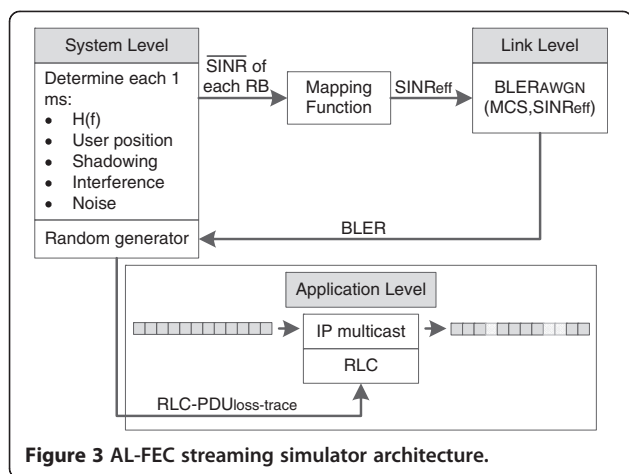 System Level
Determine each 1
ms:
• H(f)
• User position
• Shadowing
• Interference
• Noise
Random generator
SINR of
each RB
Mapping
Function
SINReff
Link Level
BLERAWGN
(MCS,SINReff)
BLER
Application Level
IP multicast
RLC
RLC-PDUloss-trace
Figure 3 AL-FEC streaming simulator architecture.